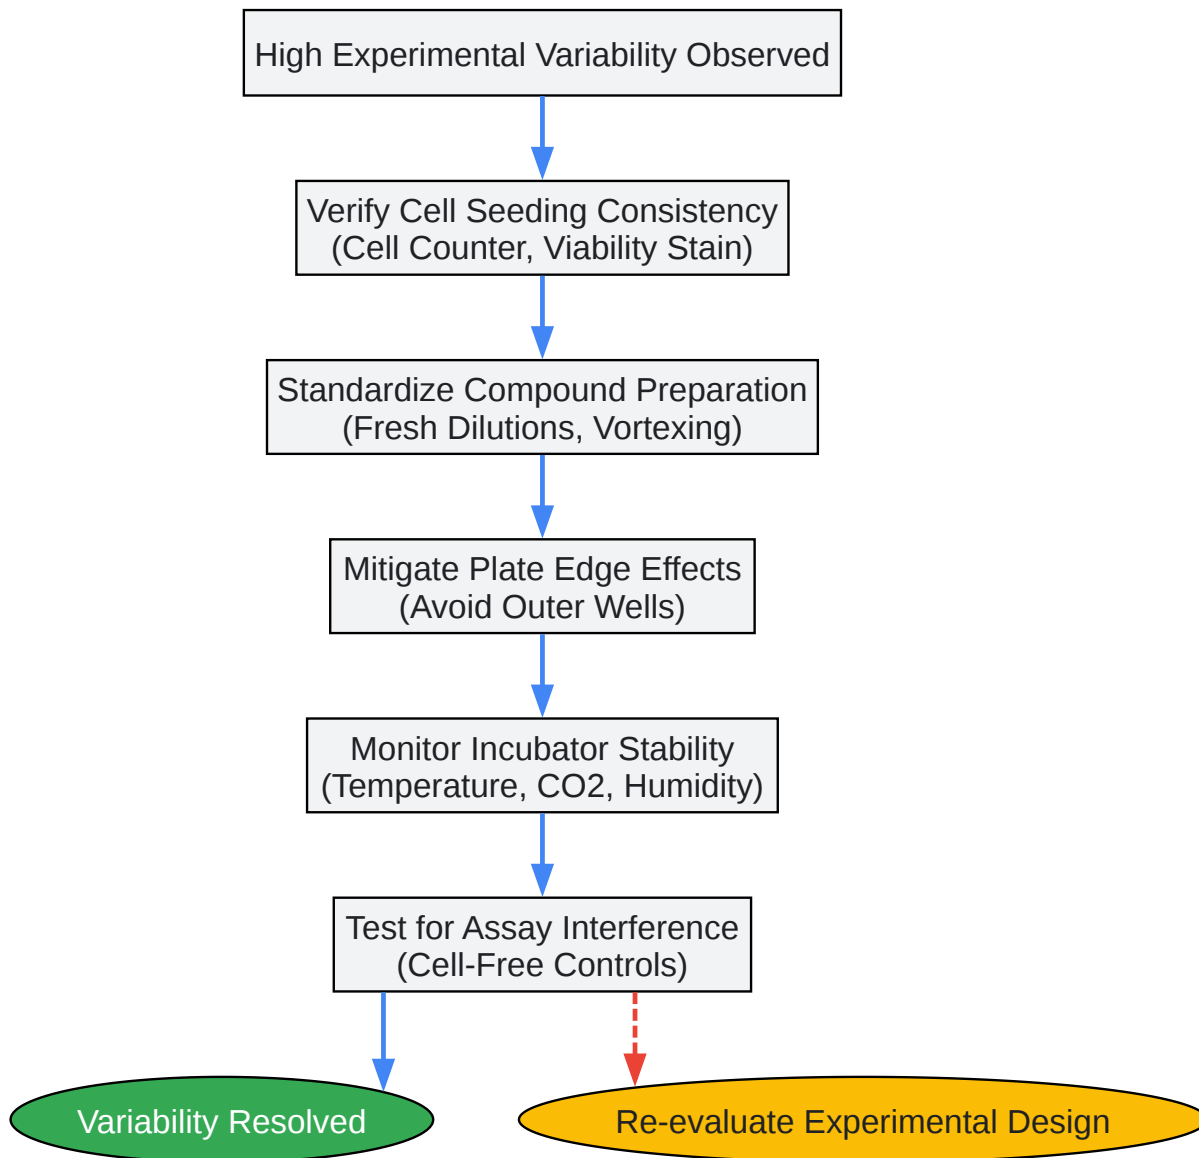 High Experimental Variability Observed
Verify Cell Seeding Consistency
(Cell Counter, Viability Stain)
Standardize Compound Preparation
(Fresh Dilutions, Vortexing)
Mitigate Plate Edge Effects
(Avoid Outer Wells)
Monitor Incubator Stability
(Temperature, CO2, Humidity)
Test for Assay Interference
(Cell-Free Controls)
Variability Resolved
Re-evaluate Experimental Design